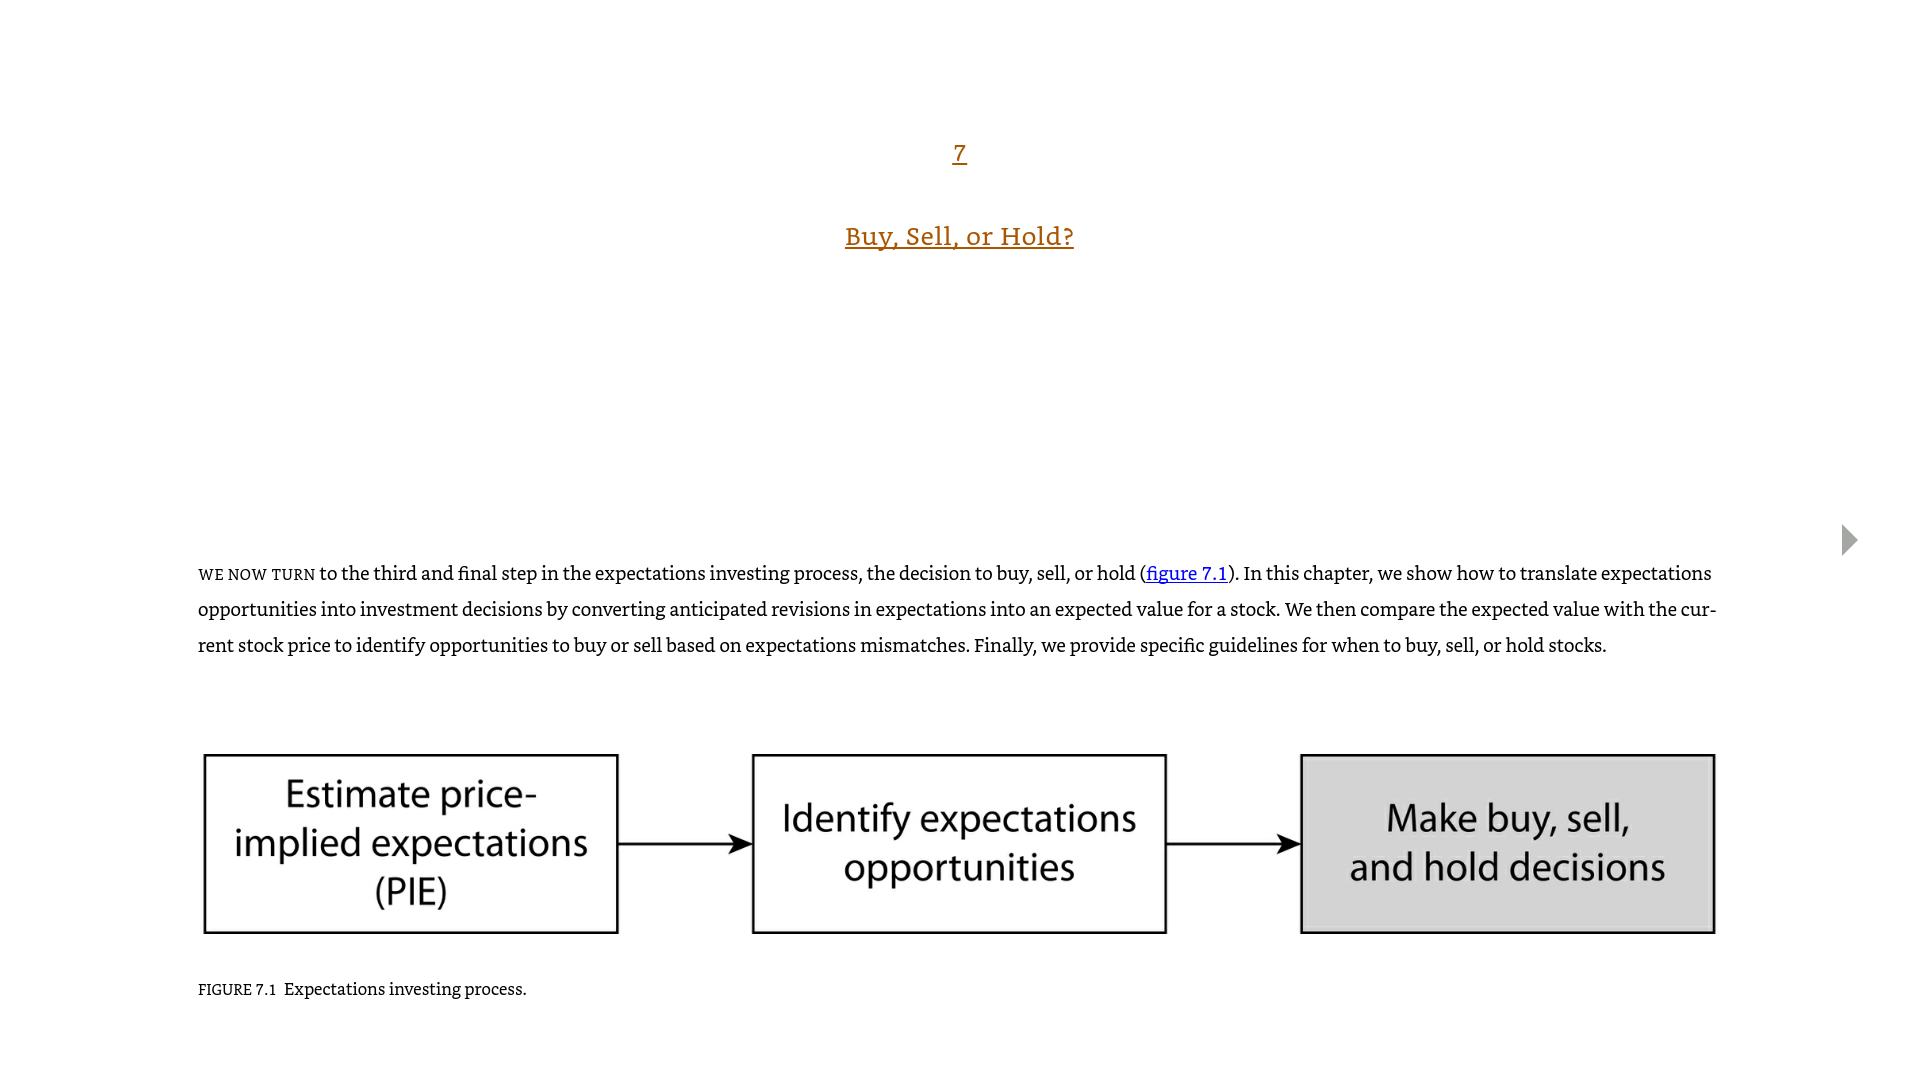 7
Buy, Sell, or Hold?
WE NOW TURN to the third and final step in the expectations investing process, the decision to buy, sell, or hold (figure 7.1). In this chapter, we show how to translate expectations
opportunities into investment decisions by converting anticipated revisions in expectations into an expected value for a stock. We then compare the expected value with the cur-
rent stock price to identify opportunities to buy or sell based on expectations mismatches. Finally, we provide specific guidelines for when to buy, sell, or hold stocks.
Estimate price-
implied expectations
(PIE)
Identify expectations
opportunities
Make buy, sell,
and hold decisions
FIGURE 7.1 Expectations investing process.